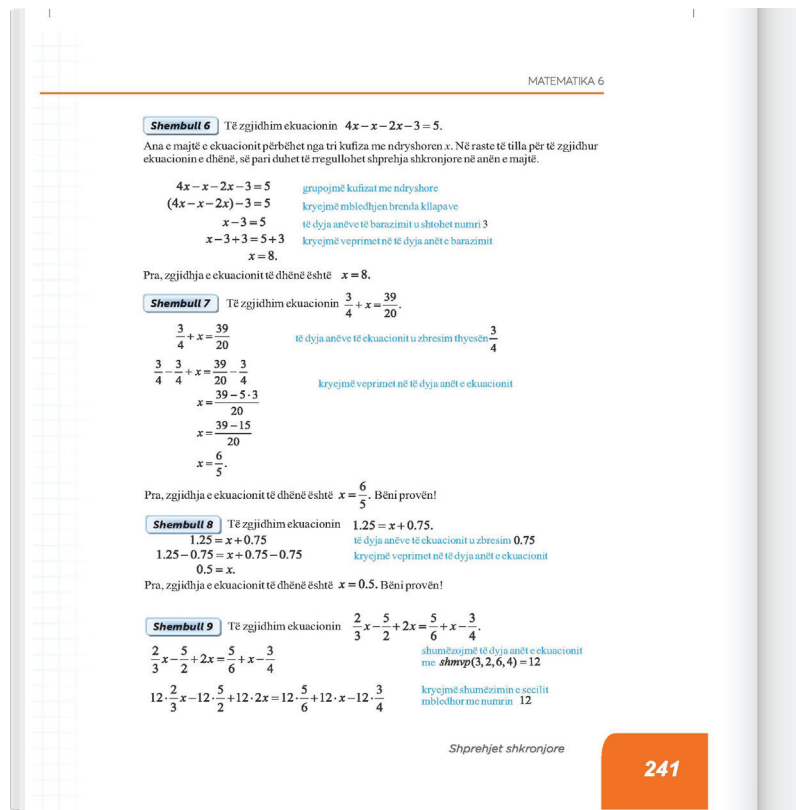 MATEMATIKA 6
Shembull 6 Të zgjidhim ekuacionin 4x − x − 2x − 3 = 5.
Ana e majtë e ekuacionit përbëhet nga tri kufiza me ndryshoren x. Në raste të tilla për të zgjidhur
ekuacionin e dhënë, së pari duhet të rregullohet shprehja shkronjore në anën e majtë.
4x − x − 2x − 3 = 5 grupojmë kufizat me ndryshore
(4x − x − 2x) − 3 = 5 kryejmë mbledhjen brenda kllapave
x − 3 = 5 të dyja anëve të barazimit u shtohet numri 3
x − 3 + 3 = 5 + 3 kryejmë veprimet në të dyja anët e barazimit
x = 8.
Pra, zgjidhja e ekuacionit të dhënë është x = 8.
Shembull 7 Të zgjidhim ekuacionin 3/4 + x = 39/20.
3/4 + x = 39/20 të dyja anëve të ekuacionit u zbresim thyesën 3/4
3/4 − 3/4 + x = 39/20 − 3/4 kryejmë veprimet në të dyja anët e ekuacionit
x = (39 − 5 · 3)/20
x = (39 − 15)/20
x = 6/5.
Pra, zgjidhja e ekuacionit të dhënë është x = 6/5. Bëni provën!
Shembull 8 Të zgjidhim ekuacionin 1.25 = x + 0.75.
1.25 = x + 0.75 të dyja anëve të ekuacionit u zbresim 0.75
1.25 − 0.75 = x + 0.75 − 0.75 kryejmë veprimet në të dyja anët e ekuacionit
0.5 = x.
Pra, zgjidhja e ekuacionit të dhënë është x = 0.5. Bëni provën!
Shembull 9 Të zgjidhim ekuacionin 2/3 x − 5/2 + 2x = 5/6 + x − 3/4.
2/3 x − 5/2 + 2x = 5/6 + x − 3/4 shumëzojmë të dyja anët e ekuacionit
me shmvp(3, 2, 6, 4) = 12
12 · 2/3 x − 12 · 5/2 + 12 · 2x = 12 · 5/6 + 12 · x − 12 · 3/4 kryejmë shumëzimin e secilit
mbledhor me numrin 12
Shprehjet shkronjore
241